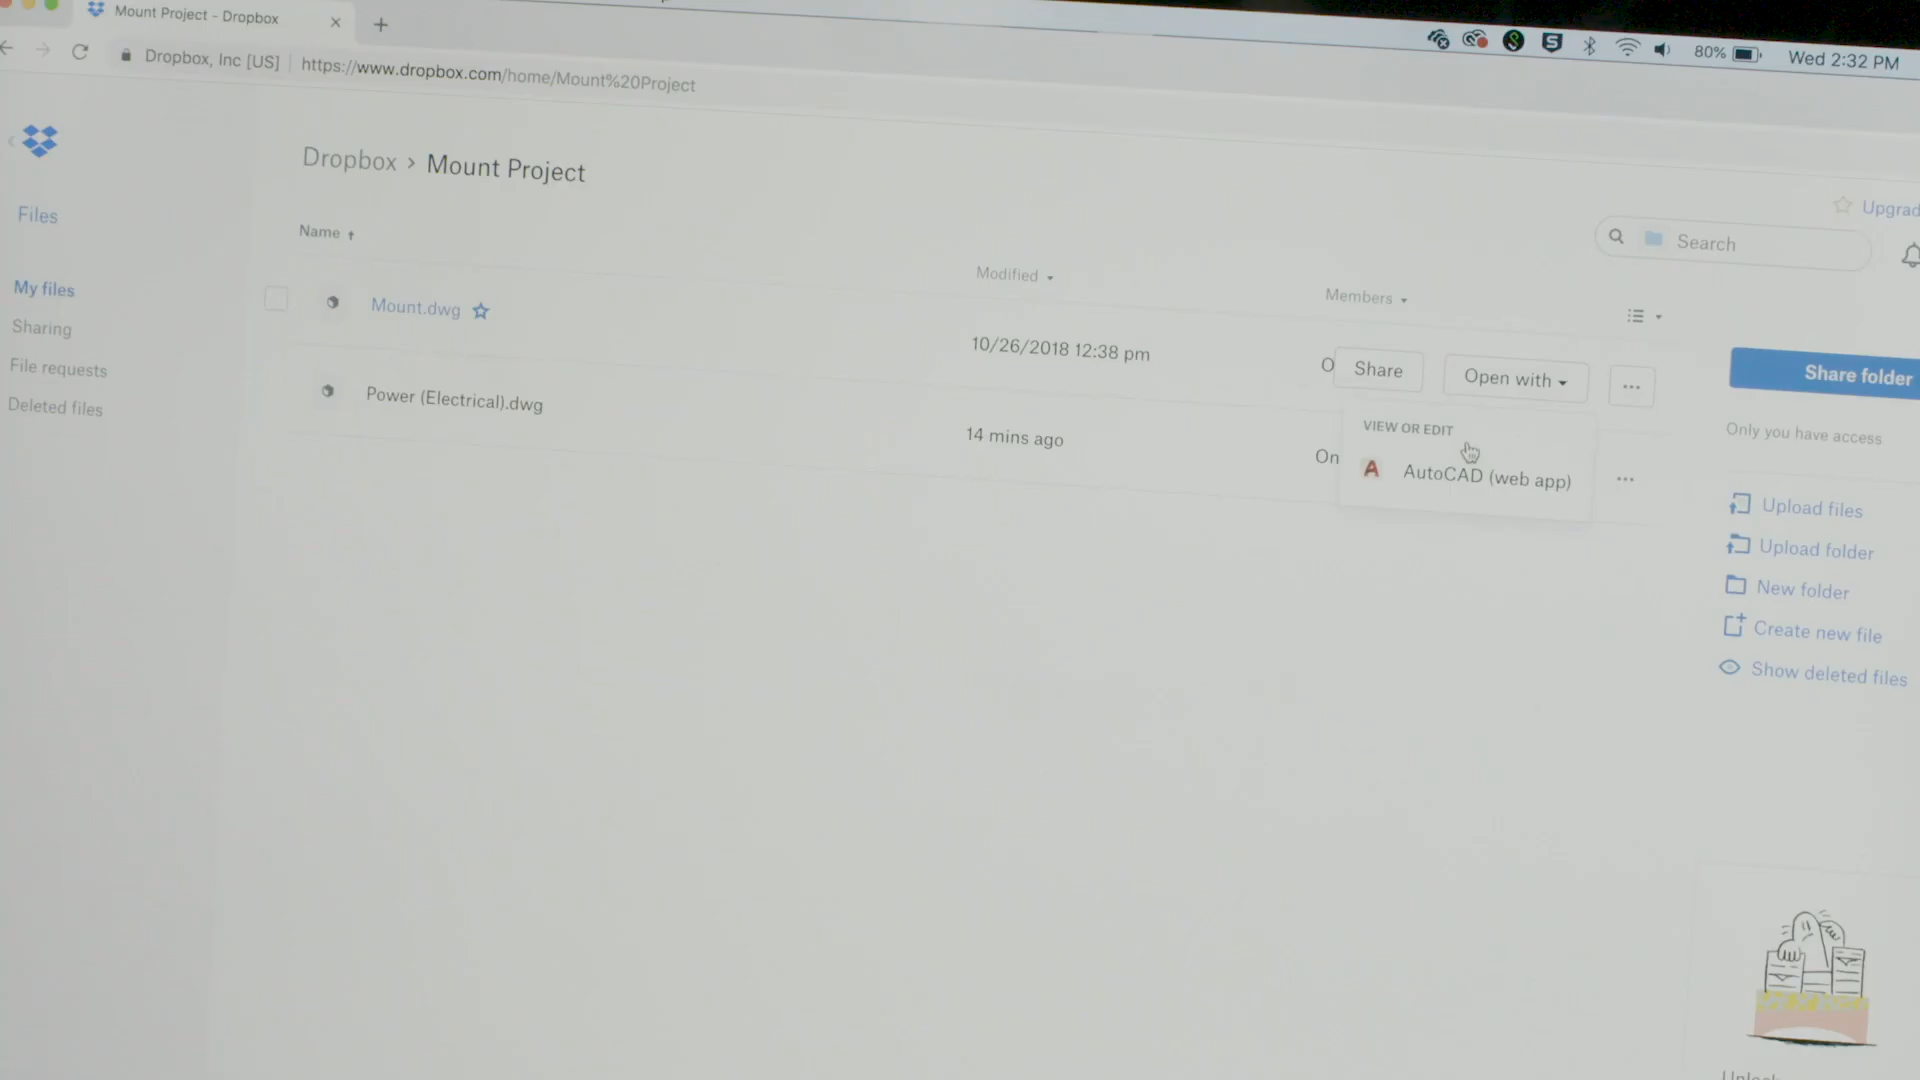 Mount Project - Dropbox
80% Wed 2:32 PM
Dropbox, Inc [US] https://www.dropbox.com/home/Mount%20Project
Dropbox › Mount Project
Upgrad
Search
Files
My files
Sharing
File requests
Deleted files
Name
Modified
Members
Mount.dwg
10/26/2018 12:38 pm
O
Share
Open with
Power (Electrical).dwg
14 mins ago
On
VIEW OR EDIT
AutoCAD (web app)
Share folder
Only you have access
Upload files
Upload folder
New folder
Create new file
Show deleted files